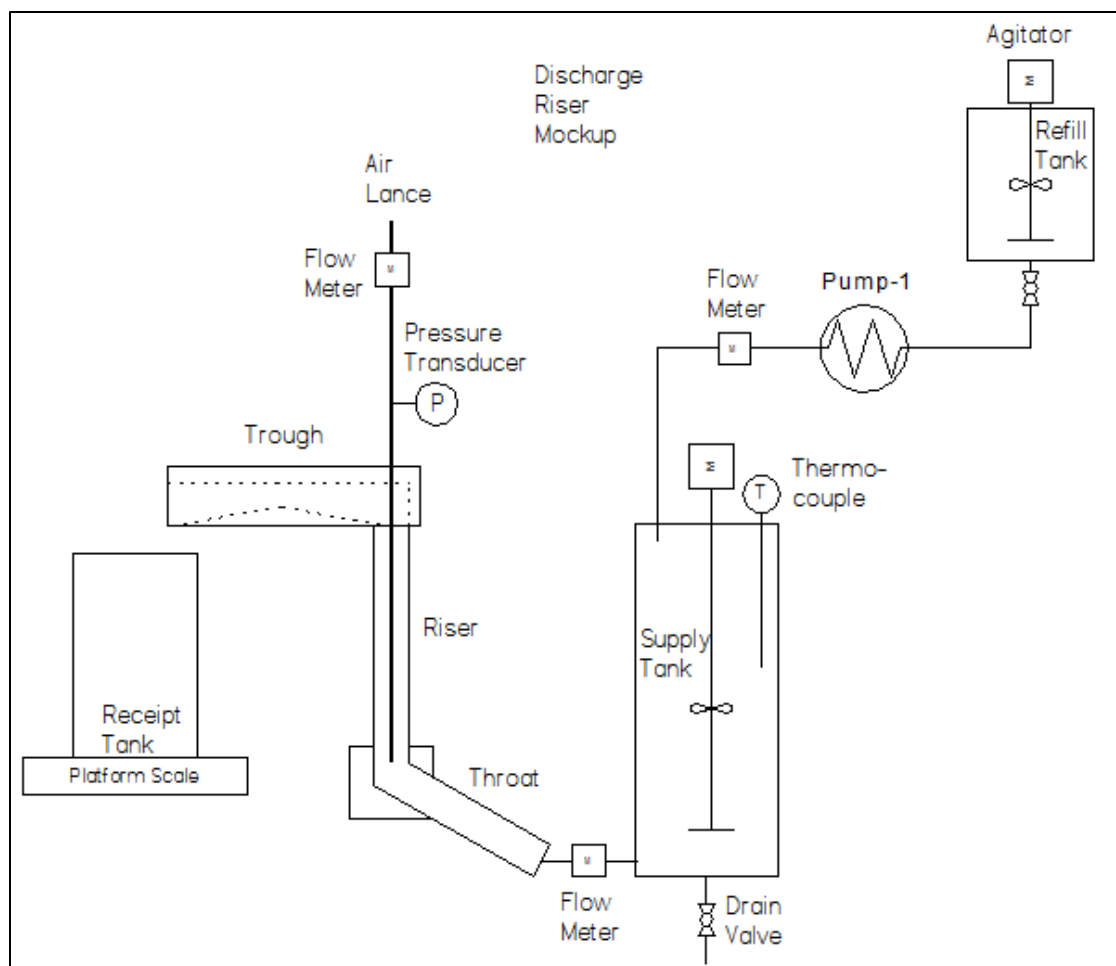 Agitator
M
Discharge
Riser
Mockup
Refill
Tank
Air
Lance
Flow
Meter
M
Flow
Meter
M
Pump-1
Pressure
Transducer
P
Trough
M
Thermo-
couple
T
Riser
Supply
Tank
Receipt
Tank
Platform Scale
Throat
M
Flow
Meter
Drain
Valve